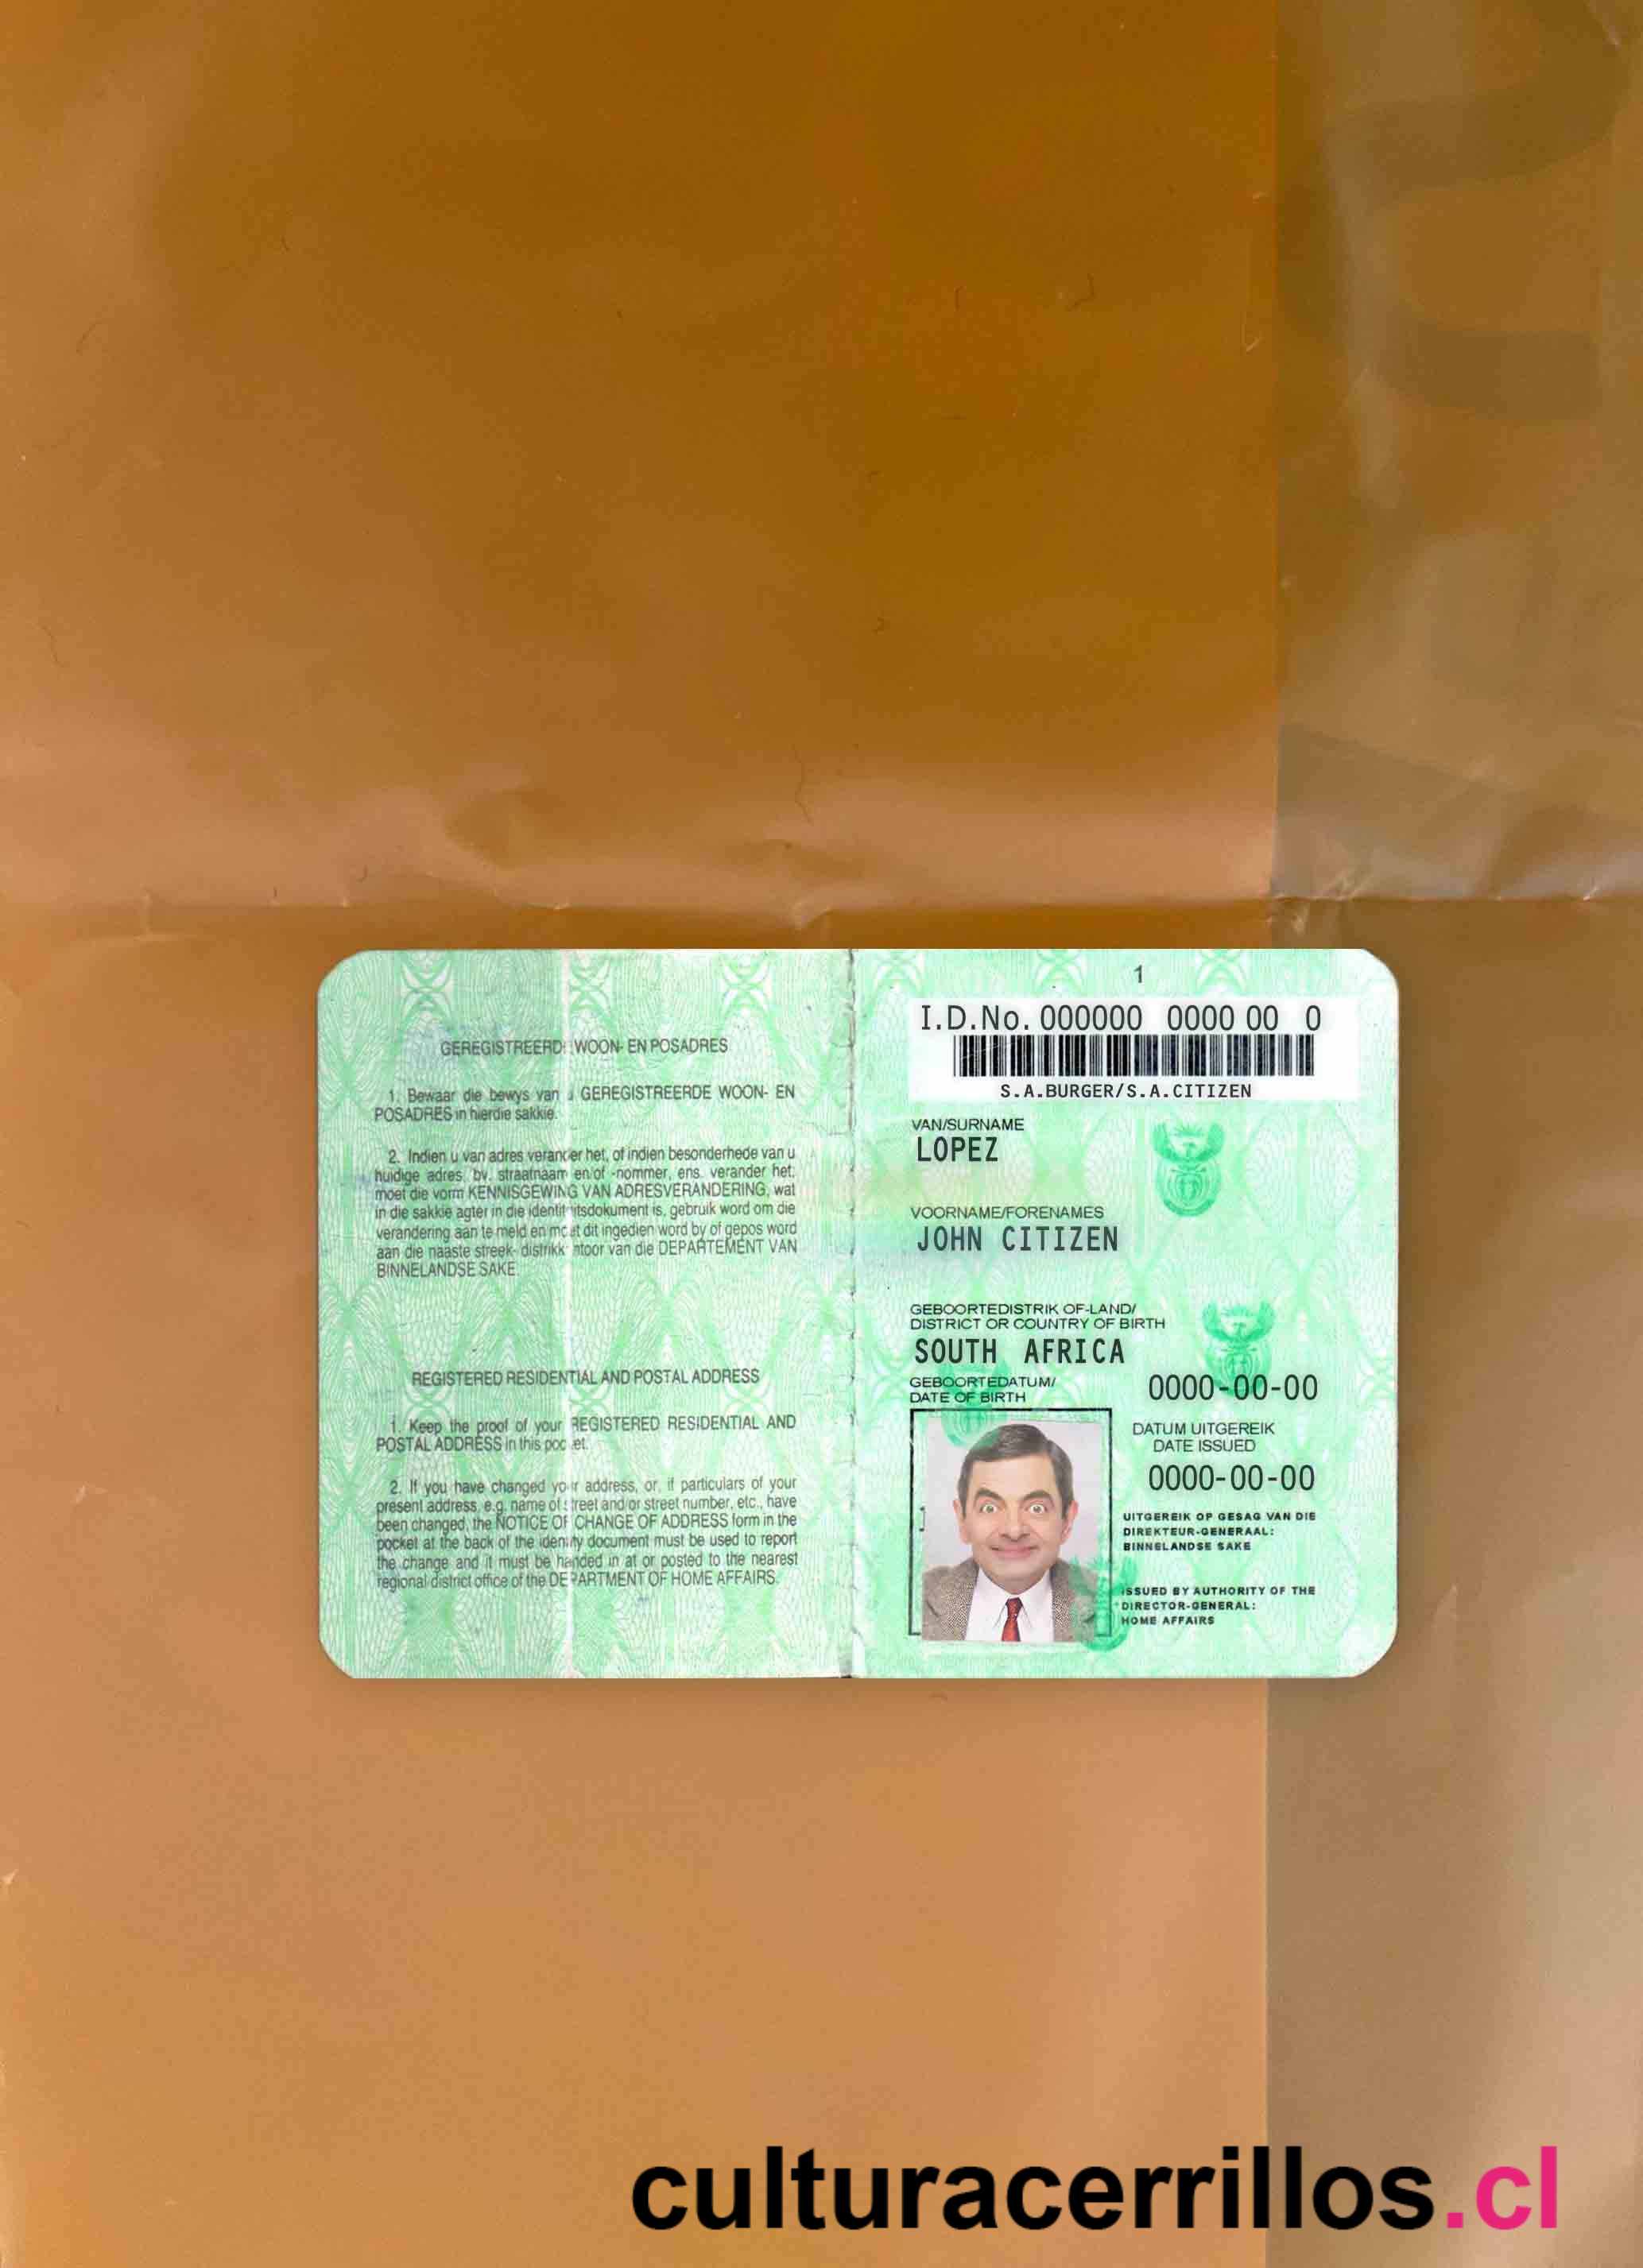 GEREGISTREERDE WOON- EN POSADRES
1. Bewaar die bewys van u GEREGISTREERDE WOON- EN
POSADRES in hierdie sakkie.
2. Indien u van adres verander het, of indien besonderhede van u
huidige adres, bv. straatnaam en/of -nommer, ens. verander het,
moet die vorm KENNISGEWING VAN ADRESVERANDERING, wat
in die sakkie agter in die identiteitsdokument is, gebruik word om die
verandering aan te meld en moet dit ingedien word by of gepos word
aan die naaste streek- distrikkantoor van die DEPARTEMENT VAN
BINNELANDSE SAKE.
REGISTERED RESIDENTIAL AND POSTAL ADDRESS
1. Keep the proof of your REGISTERED RESIDENTIAL AND
POSTAL ADDRESS in this pocket.
2. If you have changed your address, or, if particulars of your
present address, e.g. name of street and/or street number, etc., have
been changed, the NOTICE OF CHANGE OF ADDRESS form in the
pocket at the back of the identity document must be used to report
the change and it must be handed in at or posted to the nearest
regional district office of the DEPARTMENT OF HOME AFFAIRS.
1
I.D.No. 000000 0000 00 0
S.A.BURGER/S.A.CITIZEN
VAN/SURNAME
LOPEZ
VOORNAME/FORENAMES
JOHN CITIZEN
GEBOORTEDISTRIK OF-LAND/
DISTRICT OR COUNTRY OF BIRTH
SOUTH AFRICA
GEBOORTEDATUM/
DATE OF BIRTH
0000-00-00
DATUM UITGEREIK
DATE ISSUED
0000-00-00
UITGEREIK OP GESAG VAN DIE
DIREKTEUR-GENERAAL:
BINNELANDSE SAKE
ISSUED BY AUTHORITY OF THE
DIRECTOR-GENERAL:
HOME AFFAIRS
culturacerrillos.cl